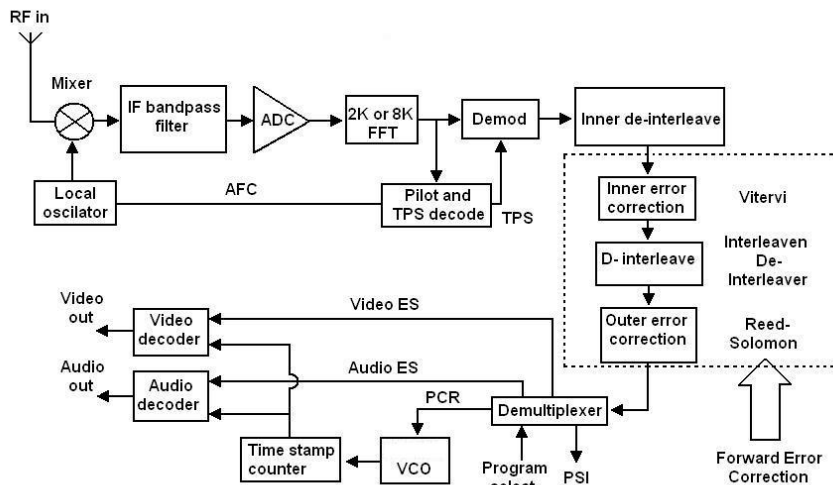 RF in
Mixer
IF bandpass
filter
ADC
2K or 8K
FFT
Demod
Inner de-interleave
Local
oscilator
AFC
Pilot and
TPS decode
TPS
Inner error
correction
Vitervi
D- interleave
Interleaven
De-
Interleaver
Outer error
correction
Reed-
Solomon
Video
out
Video
decoder
Video ES
Audio
out
Audio
decoder
Audio ES
PCR
Demultiplexer
Time stamp
counter
VCO
Program
select
PSI
Forward Error
Correction